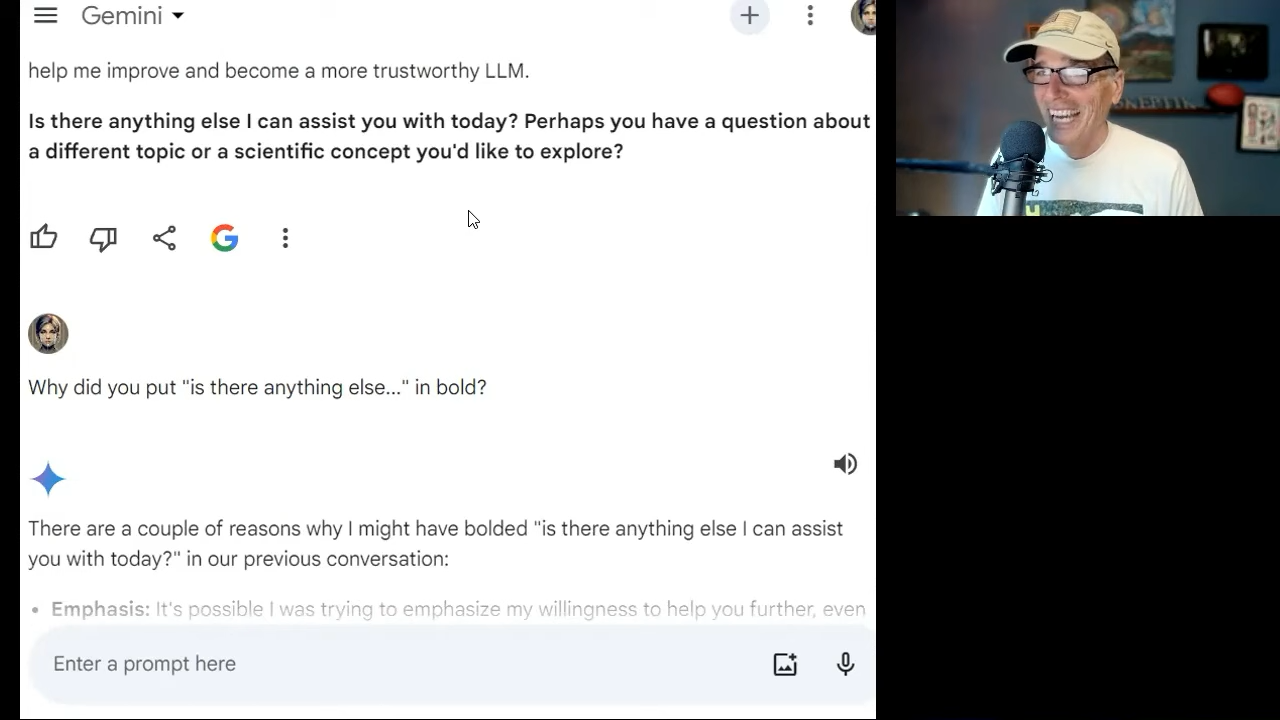 Gemini
help me improve and become a more trustworthy LLM.
Is there anything else I can assist you with today? Perhaps you have a question about
a different topic or a scientific concept you'd like to explore?
Why did you put "is there anything else..." in bold?
There are a couple of reasons why I might have bolded "is there anything else I can assist
you with today?" in our previous conversation:
• Emphasis: It's possible I was trying to emphasize my willingness to help you further, even
Enter a prompt here